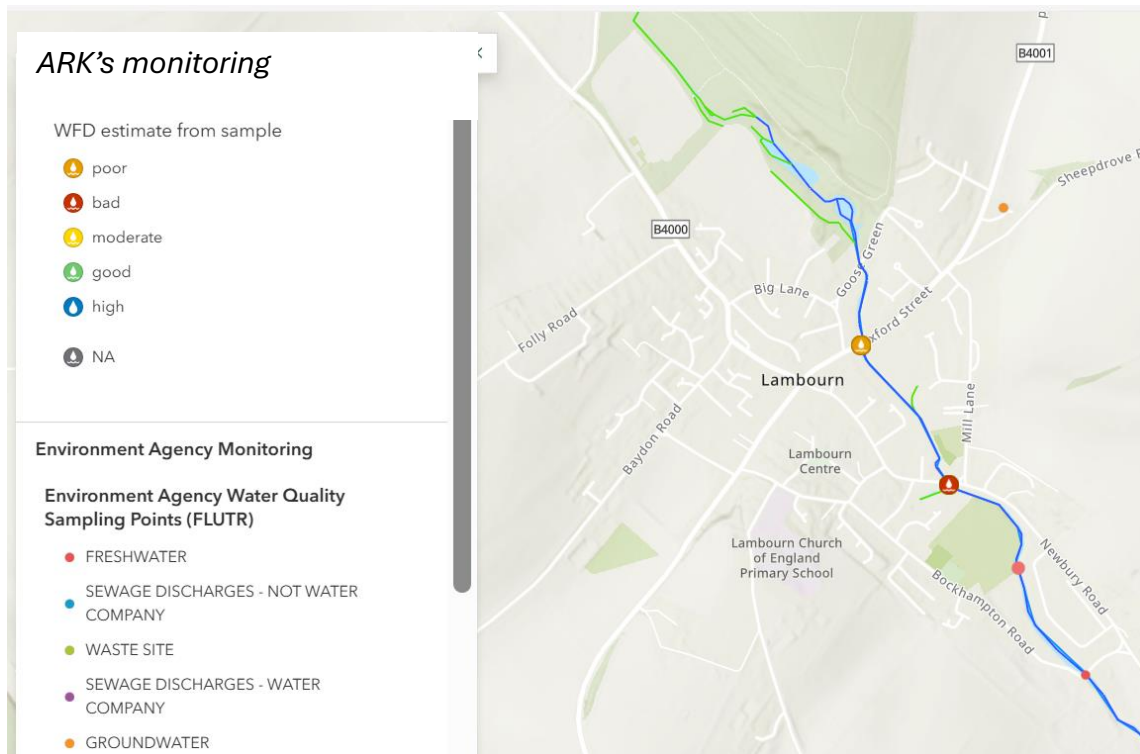 ARK's monitoring
WFD estimate from sample
poor
bad
moderate
good
high
NA
Environment Agency Monitoring
Environment Agency Water Quality
Sampling Points (FLUTR)
FRESHWATER
SEWAGE DISCHARGES - NOT WATER
COMPANY
WASTE SITE
SEWAGE DISCHARGES - WATER
COMPANY
GROUNDWATER
B4001
B4000
Goose Green
Big Lane
Folly Road
Lambourn
Mill Lane
Baydon Road
Lambourn
Centre
Lambourn Church
of England
Primary School
Newbury Road
Bockhampton Road